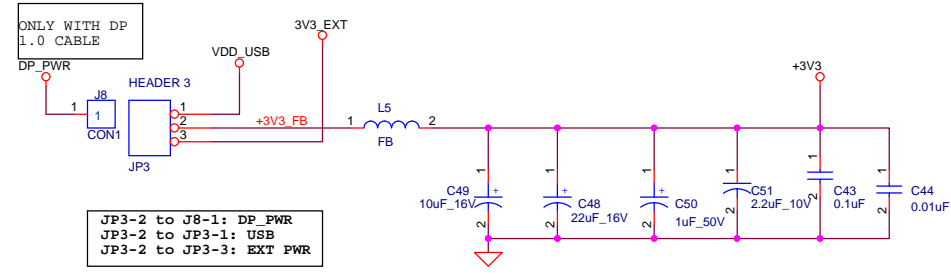 ONLY WITH DP
1.0 CABLE
DP_PWR
3V3_EXT
VDD_USB
HEADER 3
J8
1
1
CON1
1
2
3
JP3
+3V3_FB
L5
1
2
FB
+3V3
1
C49
10uF_16V
2
1
C48
22uF_16V
2
1
C50
1uF_50V
2
1
C51
2.2uF_10V
2
1
C43
0.1uF
2
1
C44
0.01uF
2
+
+
+
JP3-2 to J8-1: DP_PWR
JP3-2 to JP3-1: USB
JP3-2 to JP3-3: EXT PWR